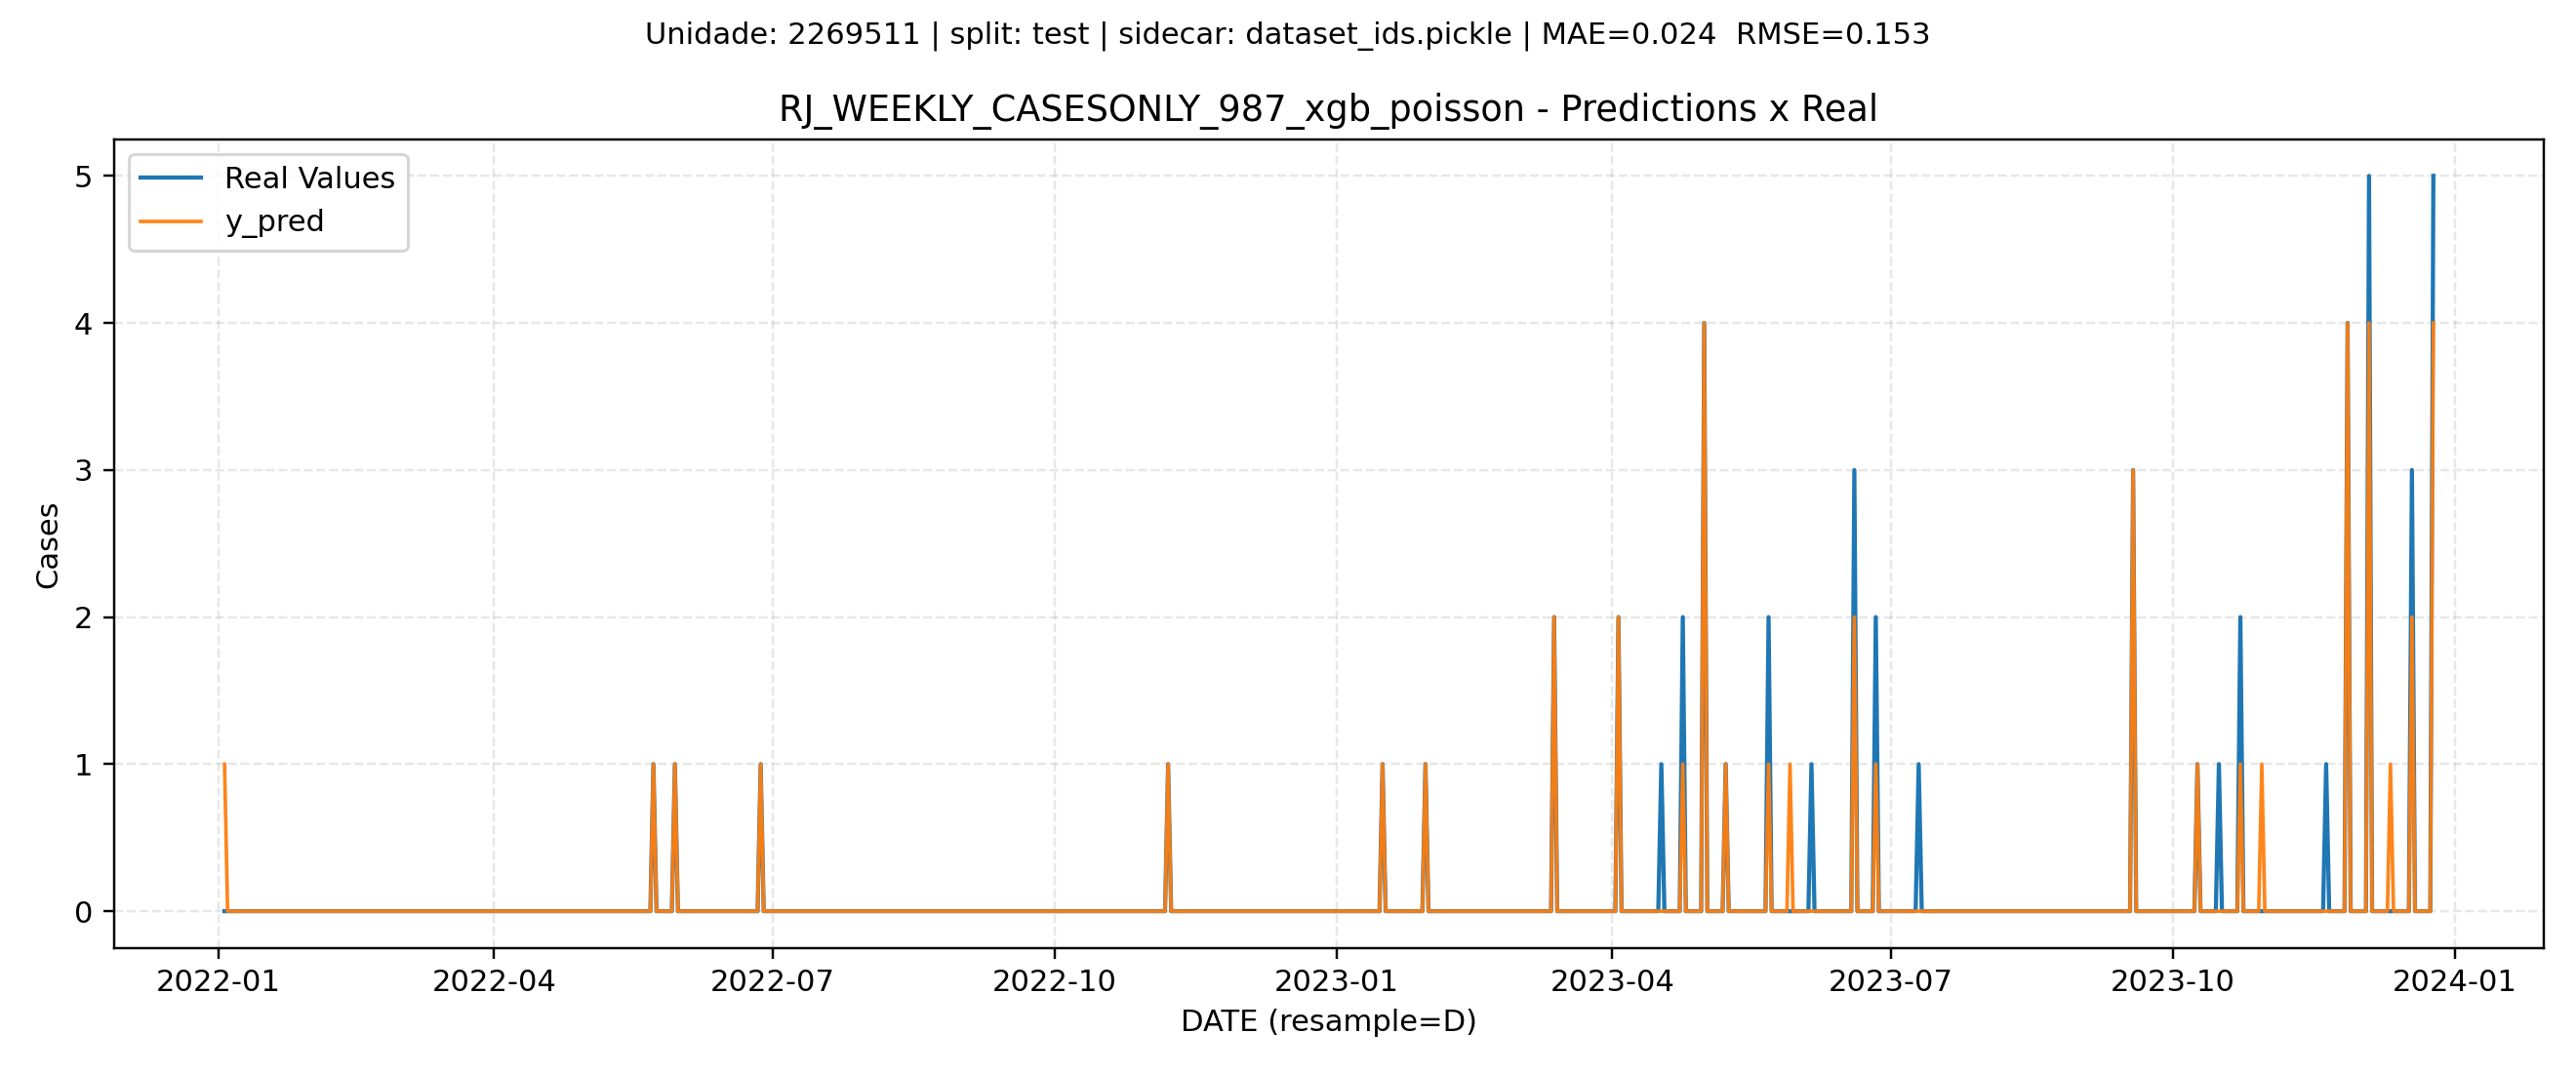 Unidade: 2269511 | split: test | sidecar: dataset_ids.pickle | MAE=0.024  RMSE=0.153
RJ_WEEKLY_CASESONLY_987_xgb_poisson - Predictions x Real
Real Values
y_pred
5
4
3
2
1
0
Cases
2022-01
2022-04
2022-07
2022-10
2023-01
2023-04
2023-07
2023-10
2024-01
DATE (resample=D)